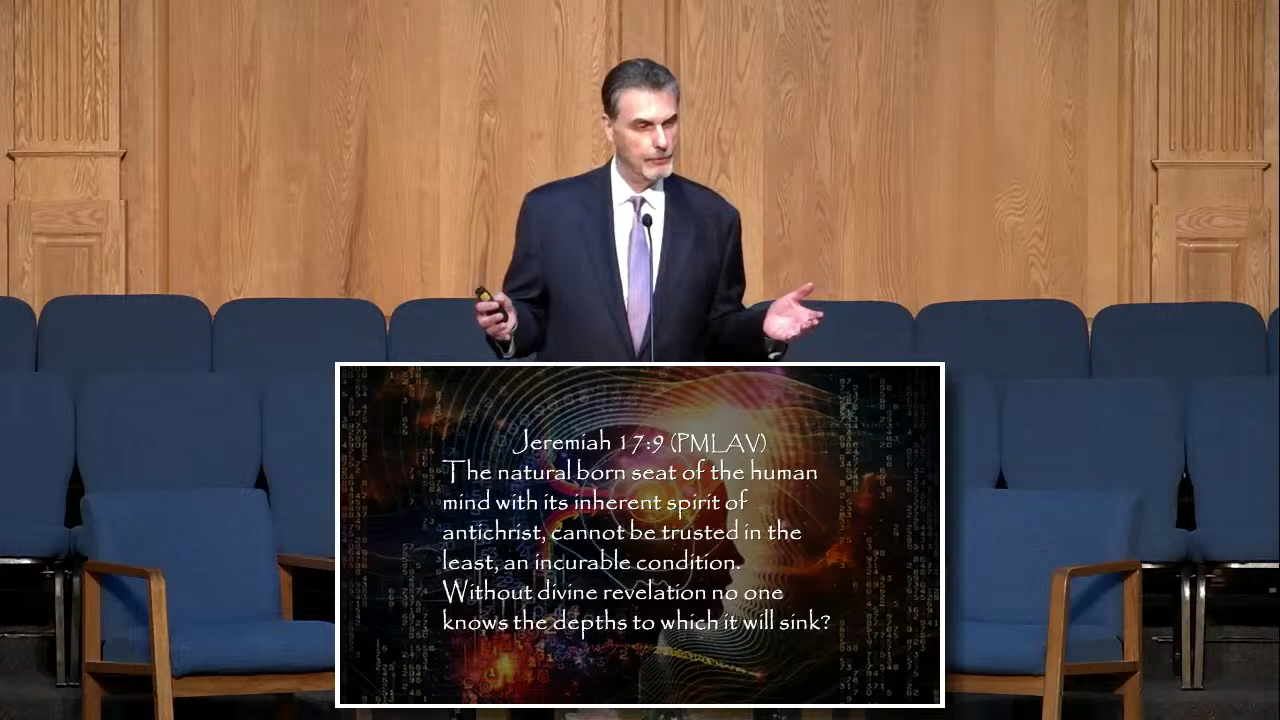 Jeremiah 17:9 (PMLAV)
The natural born seat of the human
mind with its inherent spirit of
antichrist, cannot be trusted in the
least, an incurable condition.
Without divine revelation no one
knows the depths to which it will sink?